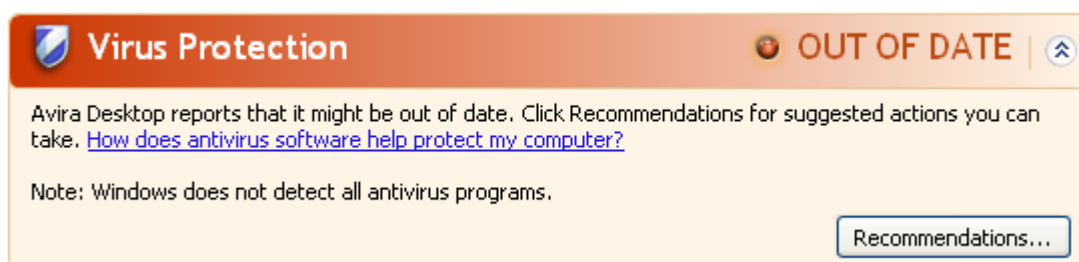 Virus Protection
OUT OF DATE
Avira Desktop reports that it might be out of date. Click Recommendations for suggested actions you can
take. How does antivirus software help protect my computer?
Note: Windows does not detect all antivirus programs.
Recommendations...